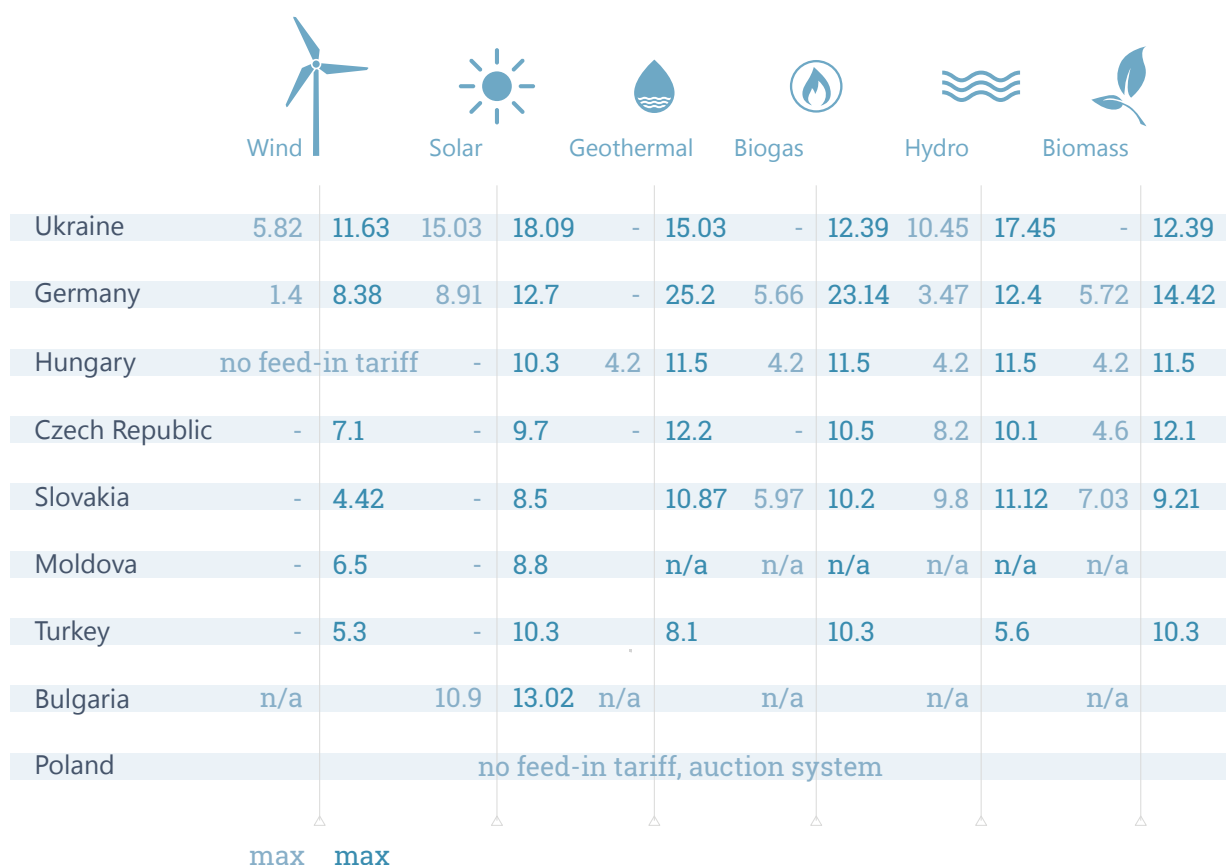 Wind Solar Geothermal Biogas Hydro Biomass
Ukraine 5.82 11.63 15.03 18.09 - 15.03 - 12.39 10.45 17.45 - 12.39
Germany 1.4 8.38 8.91 12.7 - 25.2 5.66 23.14 3.47 12.4 5.72 14.42
Hungary no feed-in tariff - 10.3 4.2 11.5 4.2 11.5 4.2 11.5 4.2 11.5
Czech Republic - 7.1 - 9.7 - 12.2 - 10.5 8.2 10.1 4.6 12.1
Slovakia - 4.42 - 8.5 10.87 5.97 10.2 9.8 11.12 7.03 9.21
Moldova - 6.5 - 8.8 n/a n/a n/a n/a n/a n/a
Turkey - 5.3 - 10.3 8.1 10.3 5.6 10.3
Bulgaria n/a 10.9 13.02 n/a n/a n/a n/a
Poland no feed-in tariff, auction system
max max